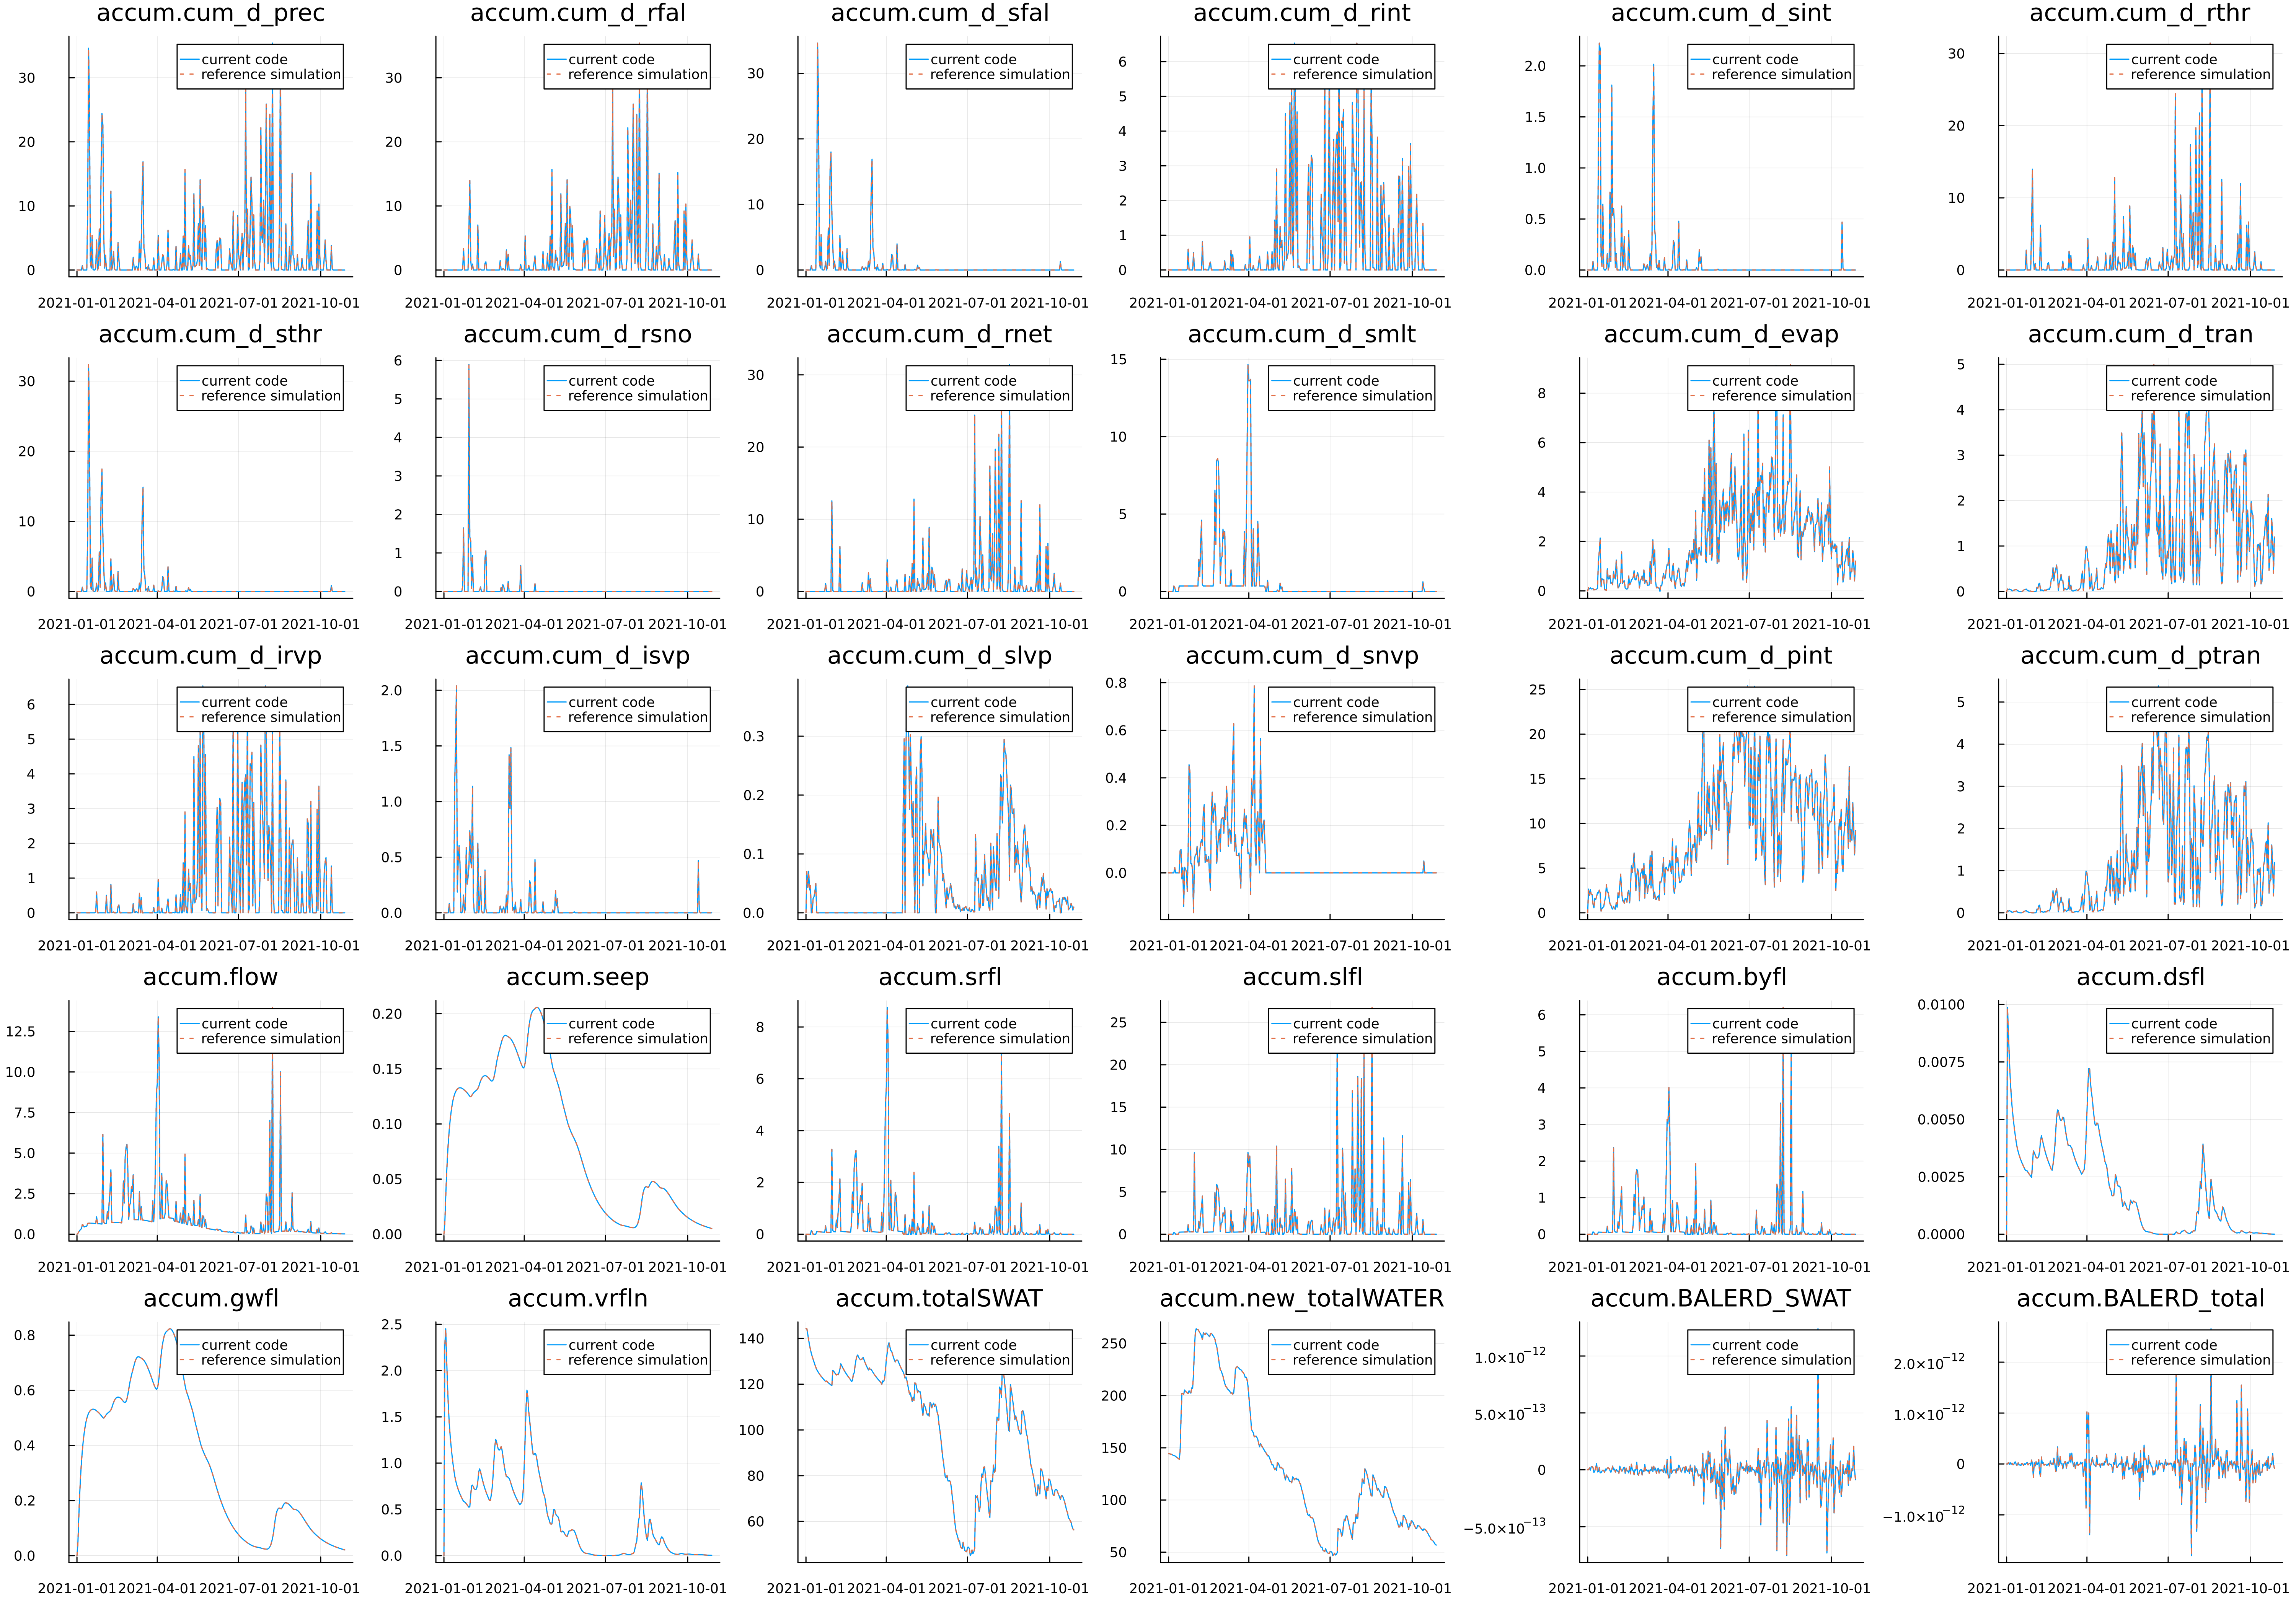 accum.cum_d_prec
30
20
10
0
current code
reference simulation
2021-01-01 2021-04-01 2021-07-01 2021-10-01
accum.cum_d_rfal
30
20
10
0
current code
reference simulation
2021-01-01 2021-04-01 2021-07-01 2021-10-01
accum.cum_d_sfal
30
20
10
0
current code
reference simulation
2021-01-01 2021-04-01 2021-07-01 2021-10-01
accum.cum_d_rint
6
5
4
3
2
1
0
current code
reference simulation
2021-01-01 2021-04-01 2021-07-01 2021-10-01
accum.cum_d_sint
2.0
1.5
1.0
0.5
0.0
current code
reference simulation
2021-01-01 2021-04-01 2021-07-01 2021-10-01
accum.cum_d_rthr
30
20
10
0
current code
reference simulation
2021-01-01 2021-04-01 2021-07-01 2021-10-01
accum.cum_d_sthr
30
20
10
0
current code
reference simulation
2021-01-01 2021-04-01 2021-07-01 2021-10-01
accum.cum_d_rsno
6
5
4
3
2
1
0
current code
reference simulation
2021-01-01 2021-04-01 2021-07-01 2021-10-01
accum.cum_d_rnet
30
20
10
0
current code
reference simulation
2021-01-01 2021-04-01 2021-07-01 2021-10-01
accum.cum_d_smlt
15
10
5
0
current code
reference simulation
2021-01-01 2021-04-01 2021-07-01 2021-10-01
accum.cum_d_evap
8
6
4
2
0
current code
reference simulation
2021-01-01 2021-04-01 2021-07-01 2021-10-01
accum.cum_d_tran
5
4
3
2
1
0
current code
reference simulation
2021-01-01 2021-04-01 2021-07-01 2021-10-01
accum.cum_d_irvp
6
5
4
3
2
1
0
current code
reference simulation
2021-01-01 2021-04-01 2021-07-01 2021-10-01
accum.cum_d_isvp
2.0
1.5
1.0
0.5
0.0
current code
reference simulation
2021-01-01 2021-04-01 2021-07-01 2021-10-01
accum.cum_d_slvp
0.3
0.2
0.1
0.0
current code
reference simulation
2021-01-01 2021-04-01 2021-07-01 2021-10-01
accum.cum_d_snvp
0.8
0.6
0.4
0.2
0.0
current code
reference simulation
2021-01-01 2021-04-01 2021-07-01 2021-10-01
accum.cum_d_pint
25
20
15
10
5
0
current code
reference simulation
2021-01-01 2021-04-01 2021-07-01 2021-10-01
accum.cum_d_ptran
5
4
3
2
1
0
current code
reference simulation
2021-01-01 2021-04-01 2021-07-01 2021-10-01
accum.flow
12.5
10.0
7.5
5.0
2.5
0.0
current code
reference simulation
2021-01-01 2021-04-01 2021-07-01 2021-10-01
accum.seep
0.20
0.15
0.10
0.05
0.00
current code
reference simulation
2021-01-01 2021-04-01 2021-07-01 2021-10-01
accum.srfl
8
6
4
2
0
current code
reference simulation
2021-01-01 2021-04-01 2021-07-01 2021-10-01
accum.slfl
25
20
15
10
5
0
current code
reference simulation
2021-01-01 2021-04-01 2021-07-01 2021-10-01
accum.byfl
6
5
4
3
2
1
0
current code
reference simulation
2021-01-01 2021-04-01 2021-07-01 2021-10-01
accum.dsfl
0.0100
0.0075
0.0050
0.0025
0.0000
current code
reference simulation
2021-01-01 2021-04-01 2021-07-01 2021-10-01
accum.gwfl
0.8
0.6
0.4
0.2
0.0
current code
reference simulation
2021-01-01 2021-04-01 2021-07-01 2021-10-01
accum.vrfln
2.5
2.0
1.5
1.0
0.5
0.0
current code
reference simulation
2021-01-01 2021-04-01 2021-07-01 2021-10-01
accum.totalSWAT
140
120
100
80
60
current code
reference simulation
2021-01-01 2021-04-01 2021-07-01 2021-10-01
accum.new_totalWATER
250
200
150
100
50
current code
reference simulation
2021-01-01 2021-04-01 2021-07-01 2021-10-01
accum.BALERD_SWAT
1.0×10⁻¹²
5.0×10⁻¹³
0
−5.0×10⁻¹³
current code
reference simulation
2021-01-01 2021-04-01 2021-07-01 2021-10-01
accum.BALERD_total
2.0×10⁻¹²
1.0×10⁻¹²
0
−1.0×10⁻¹²
current code
reference simulation
2021-01-01 2021-04-01 2021-07-01 2021-10-01